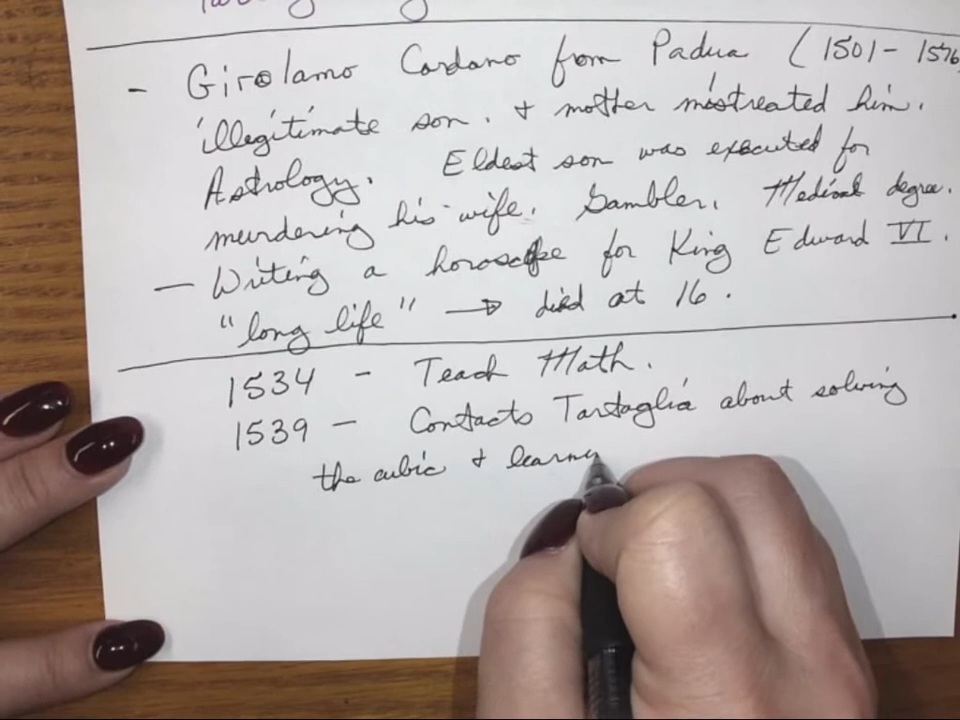 - Girolamo Cardano from Padua (1501 - 1576)
illegitimate son. + mother mistreated him.
Astrology. Eldest son was executed for
murdering his wife. Gambler. Medical degree.
- Writing a horoscope for King Edward VI.
"long life" → died at 16.
1534 - Teach Math.
1539 - Contacts Tartaglia about solving
the cubic + learns